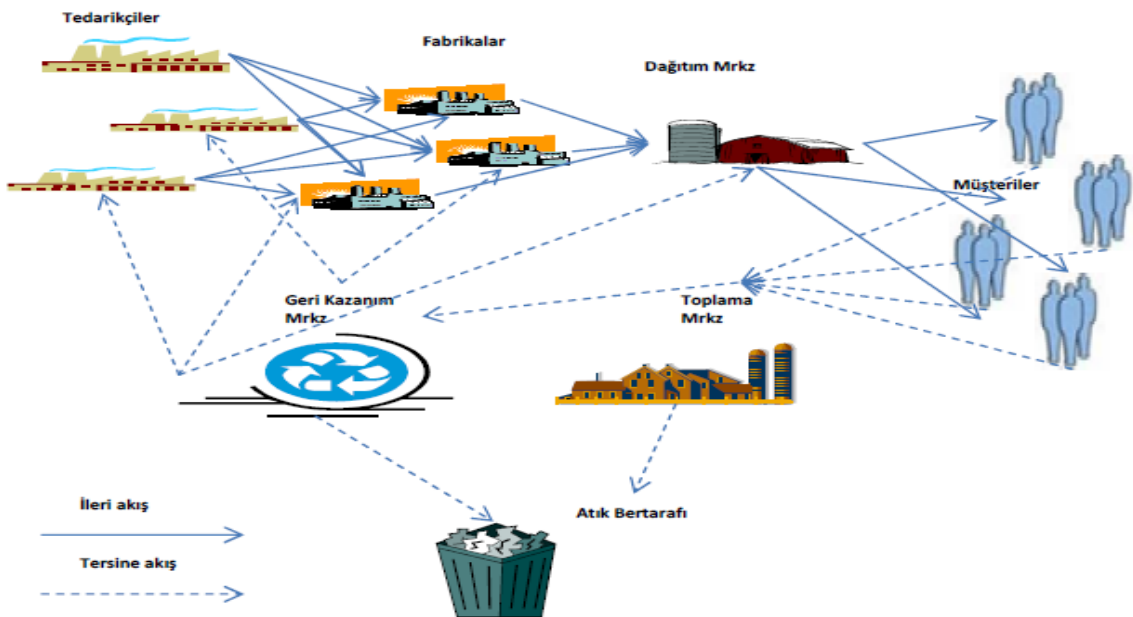 Tedarikçiler
Fabrikalar
Dağıtım Mrkz
Müşteriler
Geri Kazanım
Mrkz
Toplama
Mrkz
İleri akış
Atık Bertarafı
Tersine akış